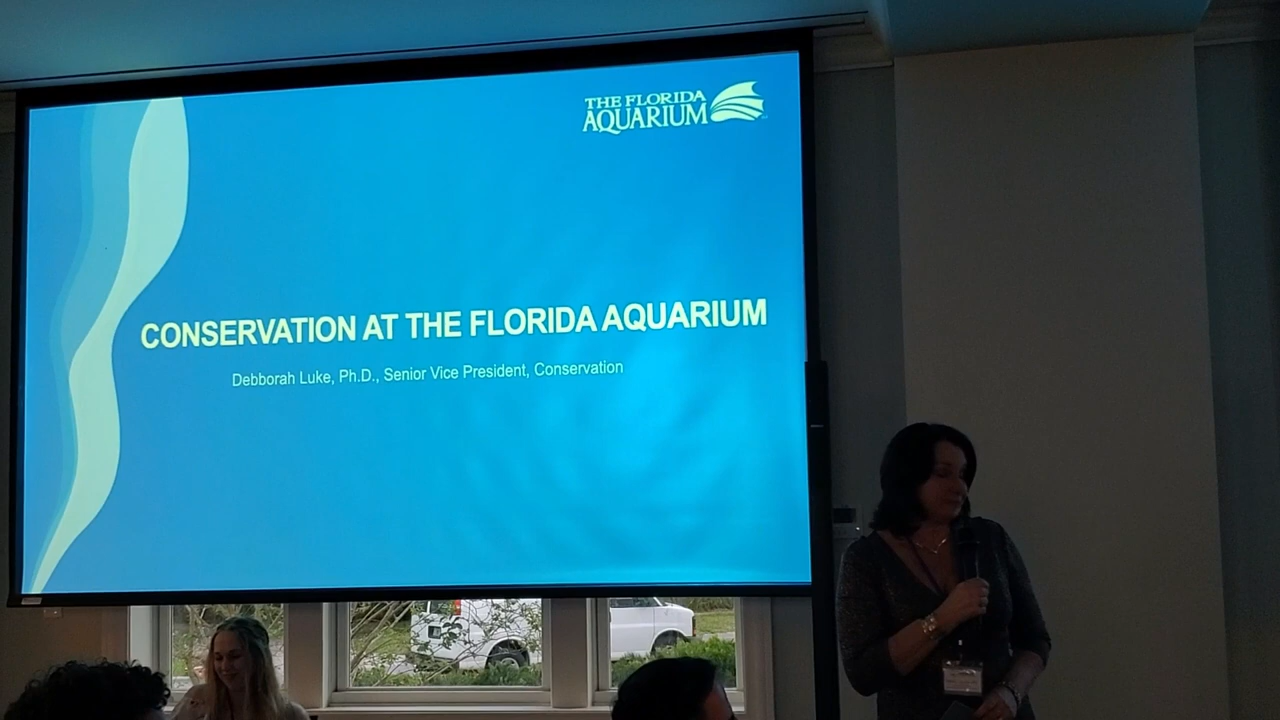 THE FLORIDA
AQUARIUM
CONSERVATION AT THE FLORIDA AQUARIUM
Debborah Luke, Ph.D., Senior Vice President, Conservation